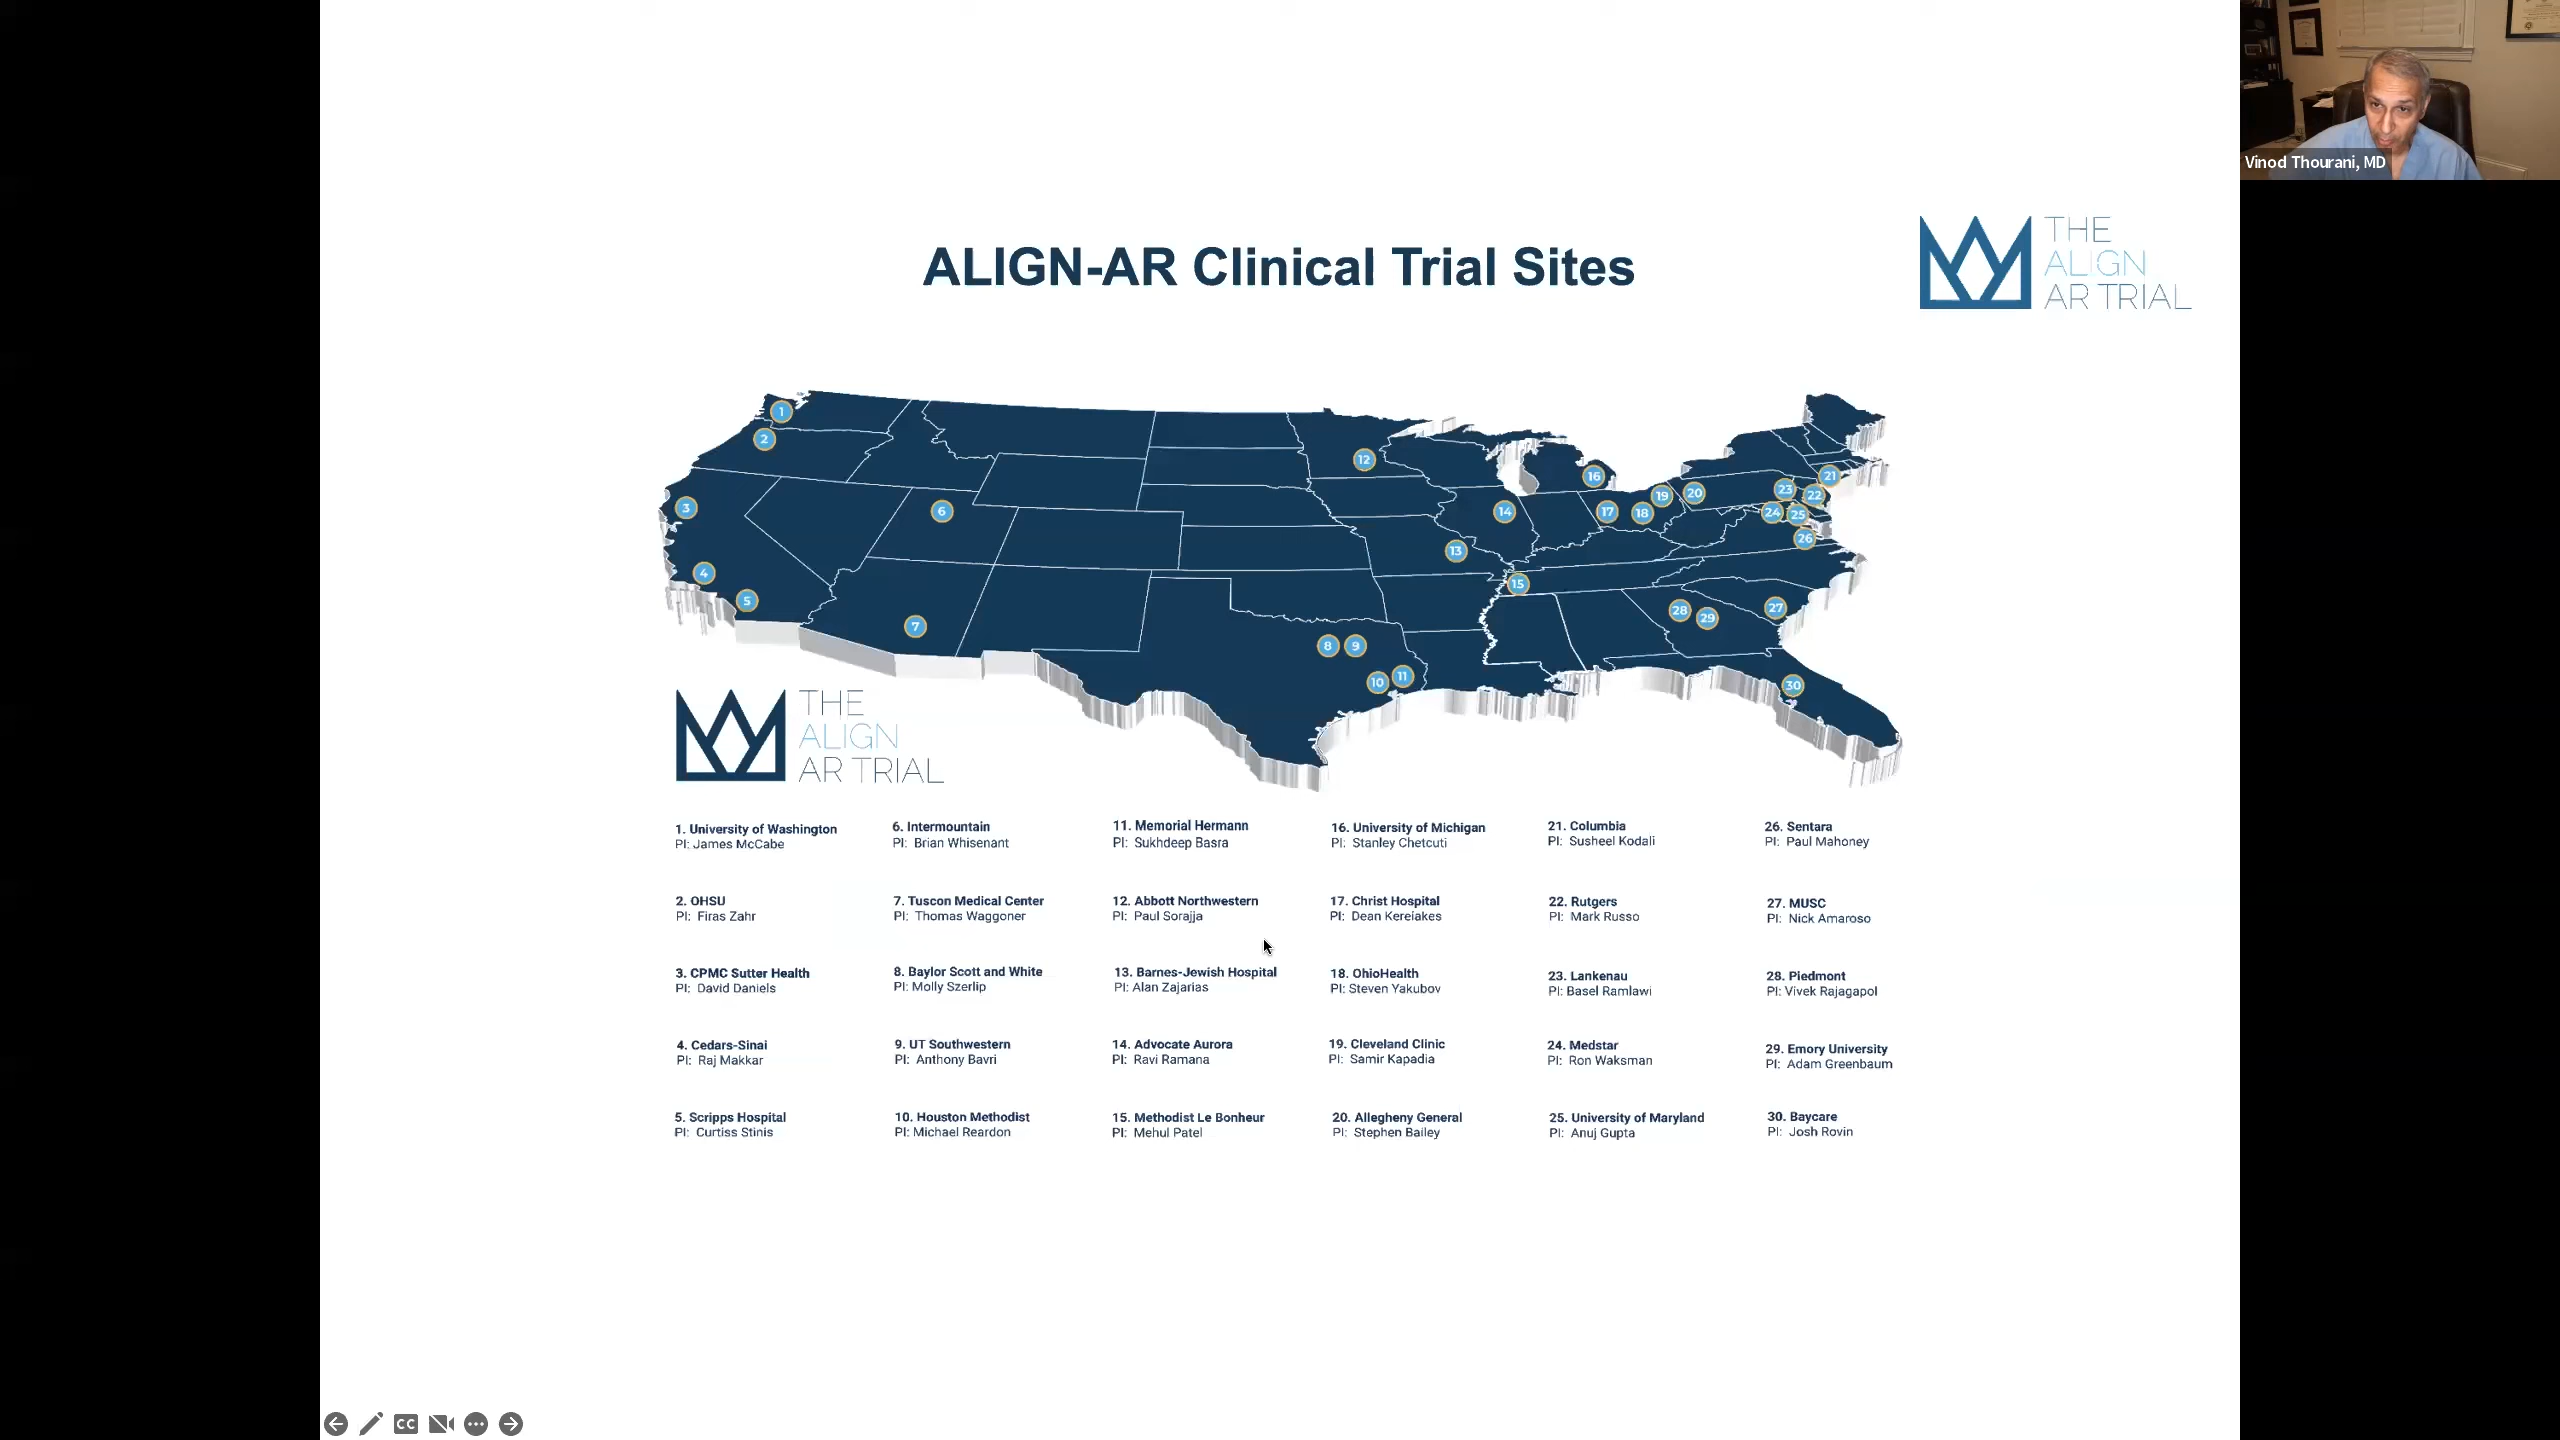 Vinod Thourani, MD
ALIGN-AR Clinical Trial Sites
THE
ALIGN
AR TRIAL
1
2
3
4
5
6
7
8
9
10
11
12
13
14
15
16
17
18
19
20
21
22
23
24
25
26
27
28
29
30
THE
ALIGN
AR TRIAL
1. University of Washington
PI: James McCabe
2. OHSU
PI: Firas Zahr
3. CPMC Sutter Health
PI: David Daniels
4. Cedars-Sinai
PI: Raj Makkar
5. Scripps Hospital
PI: Curtiss Stinis
6. Intermountain
PI: Brian Whisenant
7. Tuscon Medical Center
PI: Thomas Waggoner
8. Baylor Scott and White
PI: Molly Szerlip
9. UT Southwestern
PI: Anthony Bavri
10. Houston Methodist
PI: Michael Reardon
11. Memorial Hermann
PI: Sukhdeep Basra
12. Abbott Northwestern
PI: Paul Sorajja
13. Barnes-Jewish Hospital
PI: Alan Zajarias
14. Advocate Aurora
PI: Ravi Ramana
15. Methodist Le Bonheur
PI: Mehul Patel
16. University of Michigan
PI: Stanley Chetcuti
17. Christ Hospital
PI: Dean Kereiakes
18. OhioHealth
PI: Steven Yakubov
19. Cleveland Clinic
PI: Samir Kapadia
20. Allegheny General
PI: Stephen Bailey
21. Columbia
PI: Susheel Kodali
22. Rutgers
PI: Mark Russo
23. Lankenau
PI: Basel Ramlawi
24. Medstar
PI: Ron Waksman
25. University of Maryland
PI: Anuj Gupta
26. Sentara
PI: Paul Mahoney
27. MUSC
PI: Nick Amaroso
28. Piedmont
PI: Vivek Rajagapol
29. Emory University
PI: Adam Greenbaum
30. Baycare
PI: Josh Rovin
CC